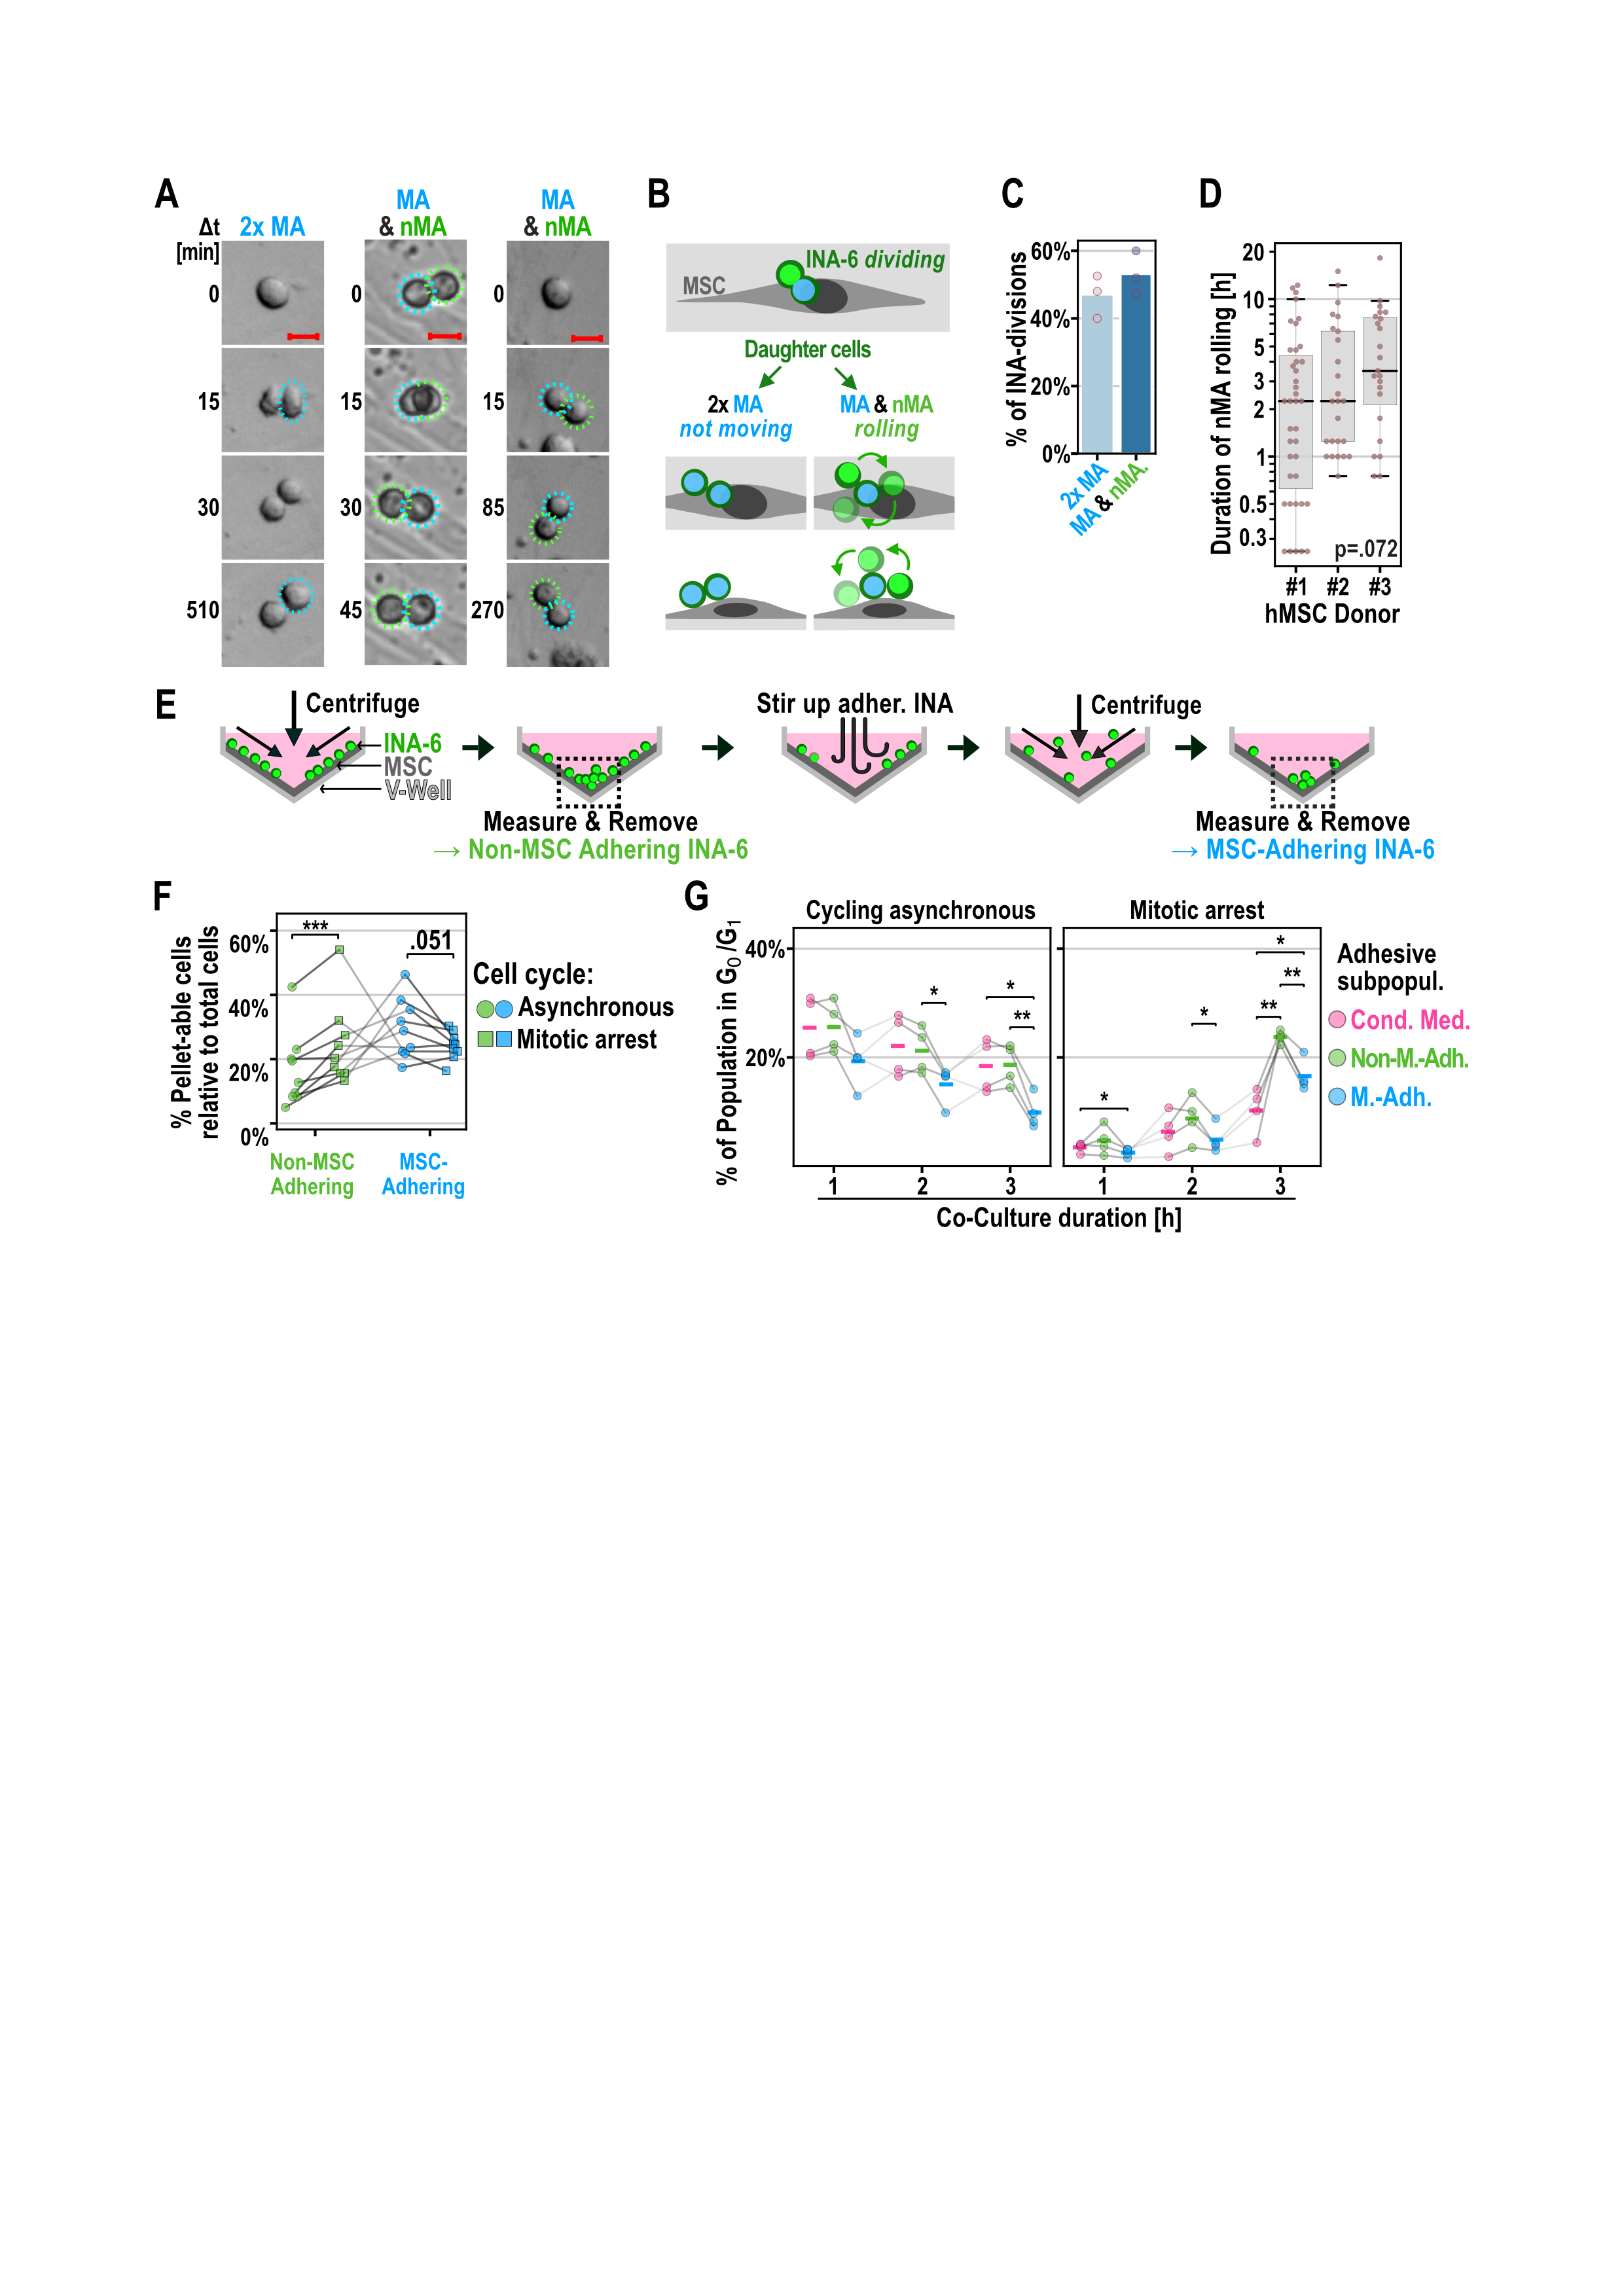 A
Δt
[min]
2x MA
MA
& nMA
MA
& nMA
0
0
0
15
15
15
30
30
85
510
45
270
B
INA-6 dividing
MSC
Daughter cells
2x MA
not moving
MA & nMA
rolling
C
% of INA-divisions
60%
40%
20%
0%
2x MA
MA & nMA.
D
Duration of nMA rolling [h]
20
10
5
3
2
1
0.5
0.3
p=.072
#1 #2 #3
hMSC Donor
E
Centrifuge
INA-6
MSC
V-Well
Measure & Remove
→ Non-MSC Adhering INA-6
Stir up adher. INA
Centrifuge
Measure & Remove
→ MSC-Adhering INA-6
F
% Pellet-able cells
relative to total cells
60%
40%
20%
0%
***
.051
Non-MSC
Adhering
MSC-
Adhering
Cell cycle:
Asynchronous
Mitotic arrest
G
% of Population in G0/G1
40%
20%
Cycling asynchronous
Mitotic arrest
*
*
**
*
*
*
**
**
1 2 3
1 2 3
Co-Culture duration [h]
Adhesive
subpopul.
Cond. Med.
Non-M.-Adh.
M.-Adh.